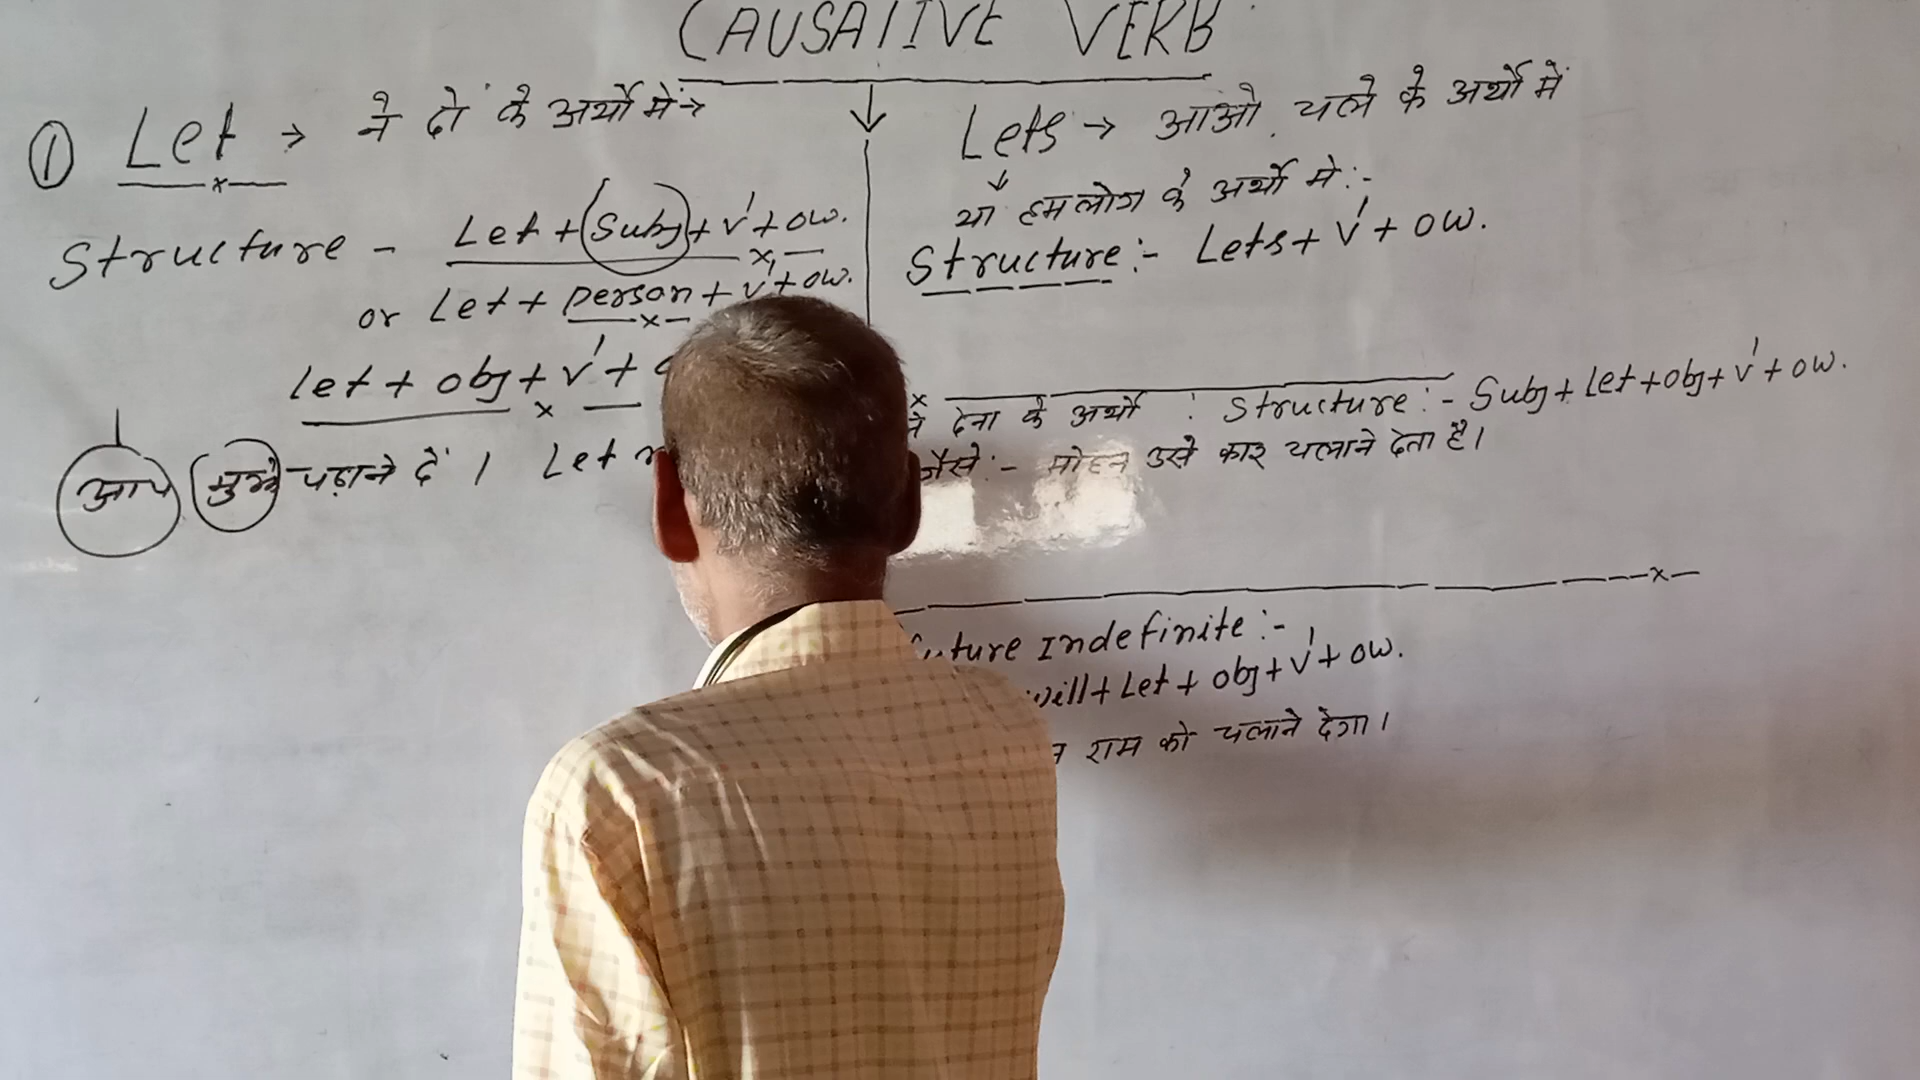 CAUSATIVE VERB
① Let → ने दो के अर्थो में →
Structure - Let + (Subj) + V¹ + ow.
or Let + person + V¹ + ow.
let + obj + V¹ +
आप मुझे पढ़ाने दें । Let
Lets → आओ, चले के अर्थो में
या हमलोग के अर्थो मे :-
Structure :- Lets + V¹ + ow.
ने देना के अर्थो : Structure :- Subj + Let + obj + V¹ + ow.
जैसे :- मोहन उसे कार चलाने देता है।
future Indefinite :-
will + Let + obj + V¹ + ow.
राम को चलाने देगा।